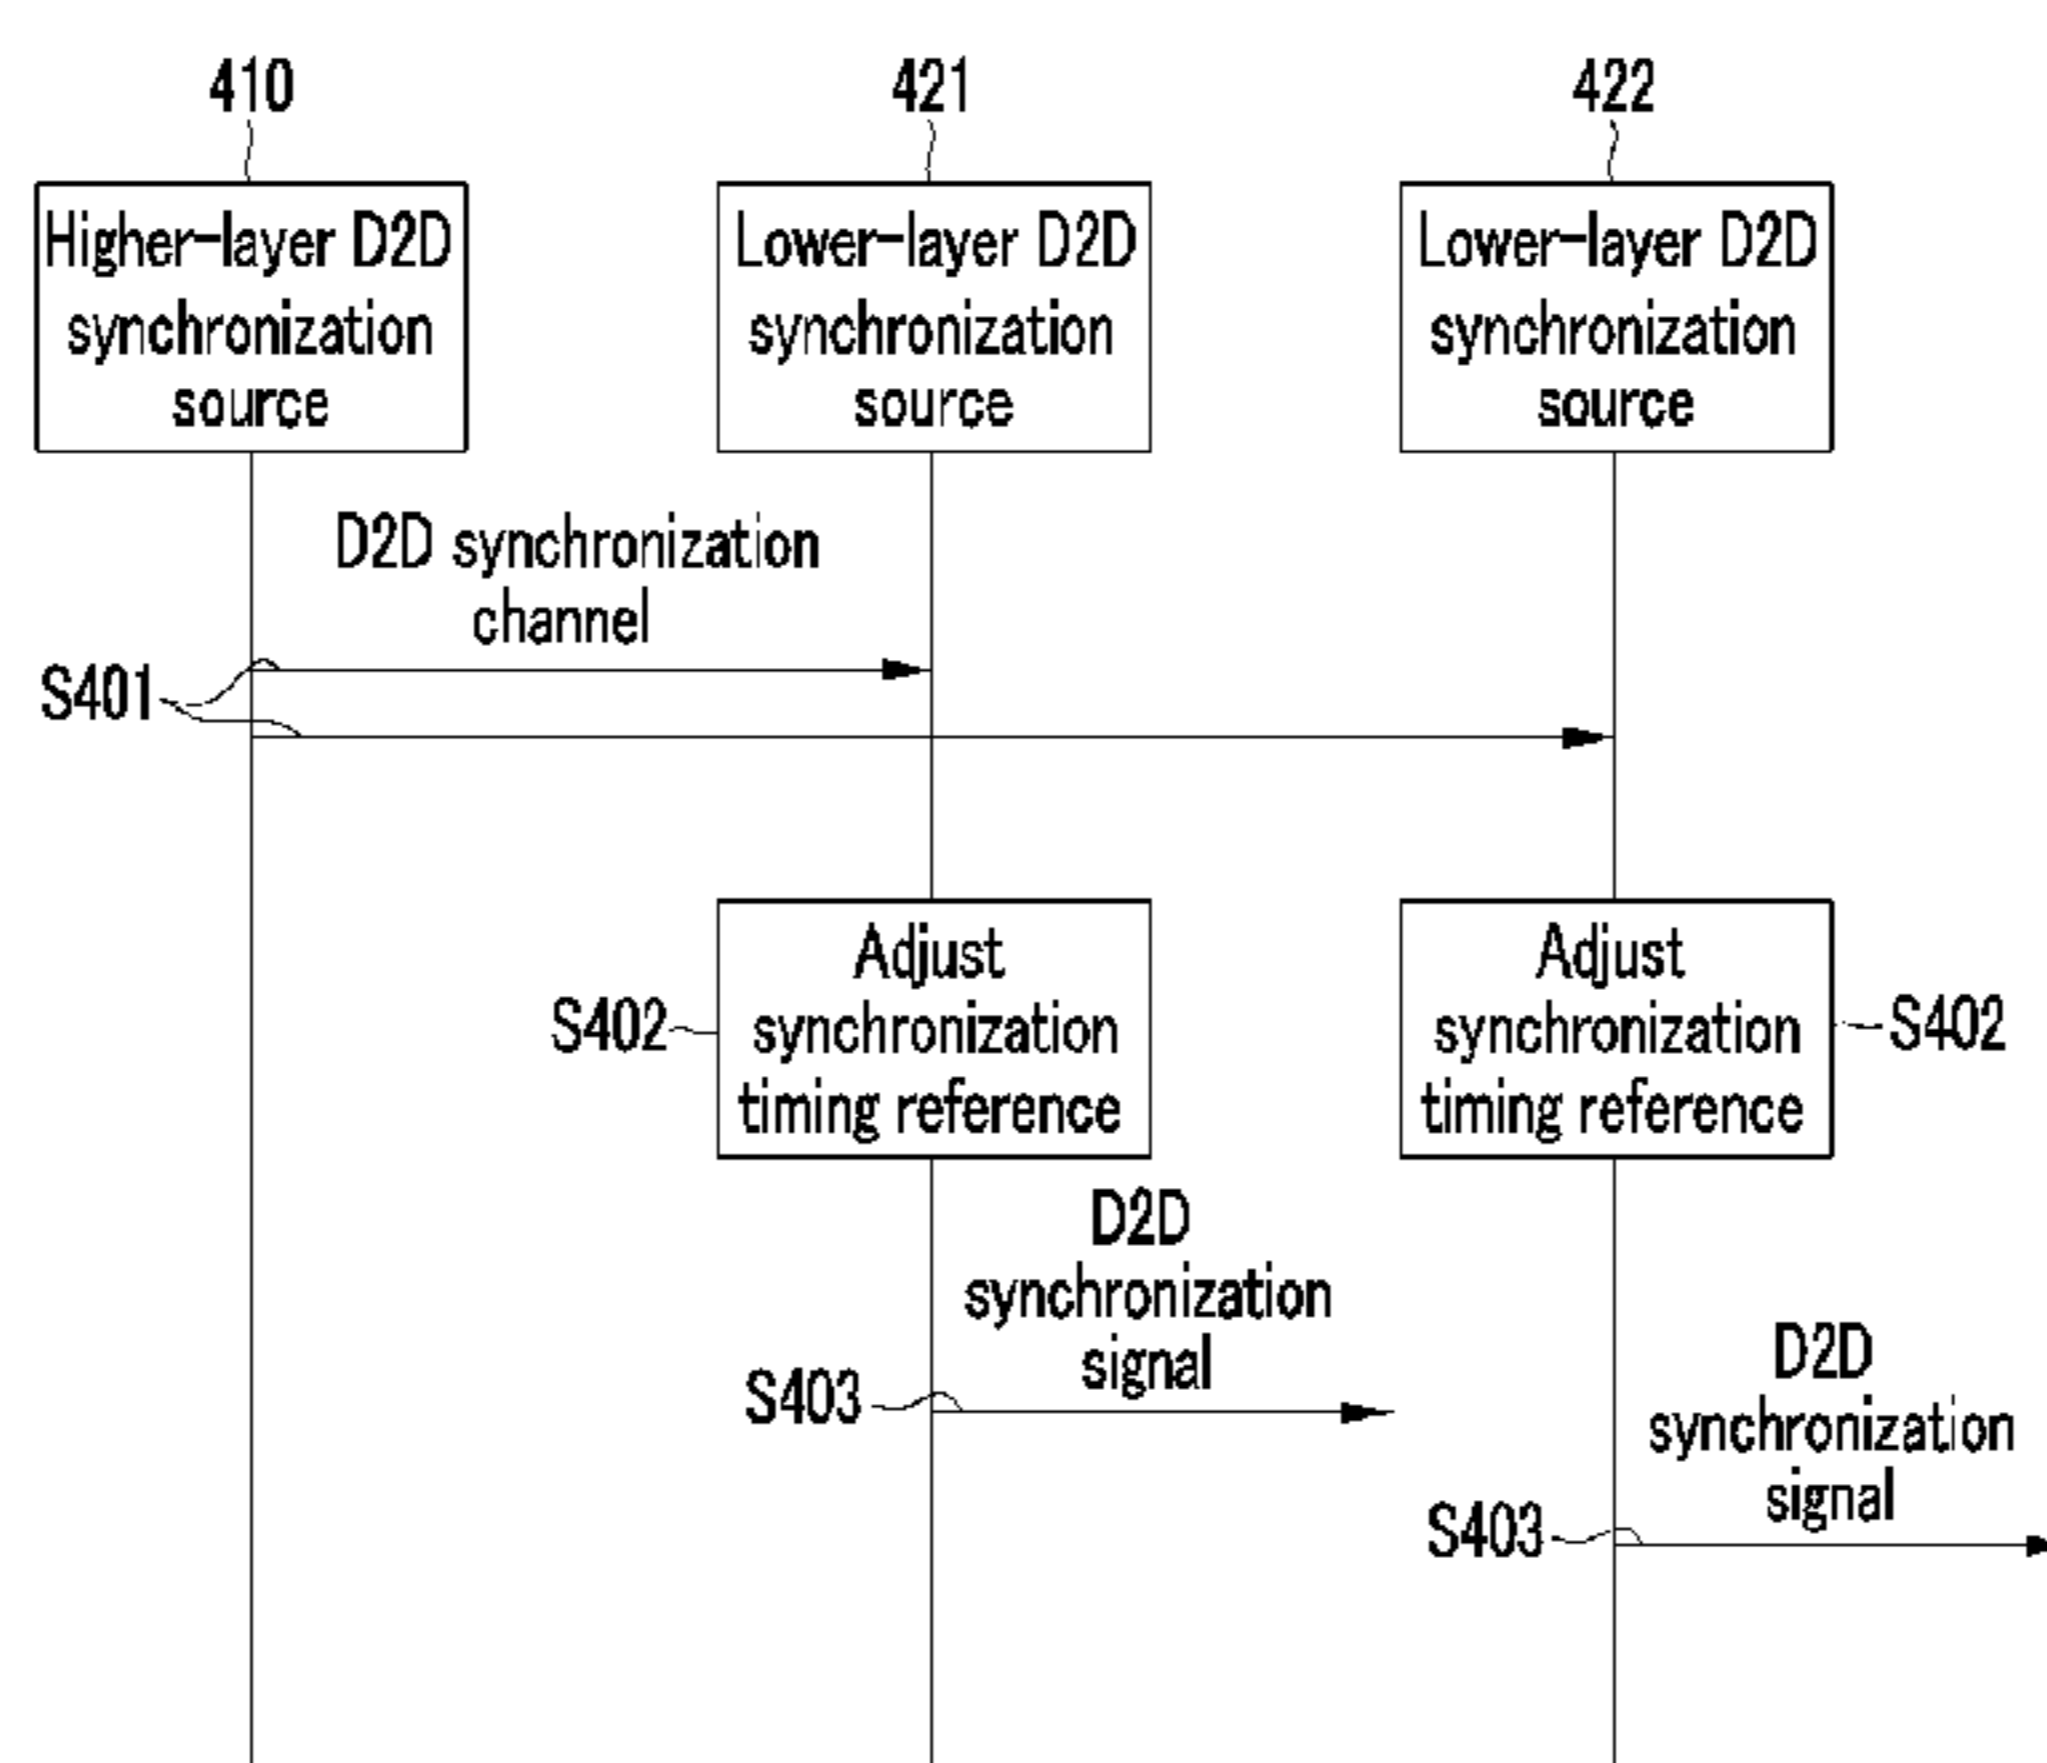 410
421
422
Higher-layer D2D
synchronization
source
Lower-layer D2D
synchronization
source
Lower-layer D2D
synchronization
source
D2D synchronization
channel
S401
Adjust
synchronization
timing reference
S402
Adjust
synchronization
timing reference
S402
D2D
synchronization
signal
S403
D2D
synchronization
signal
S403